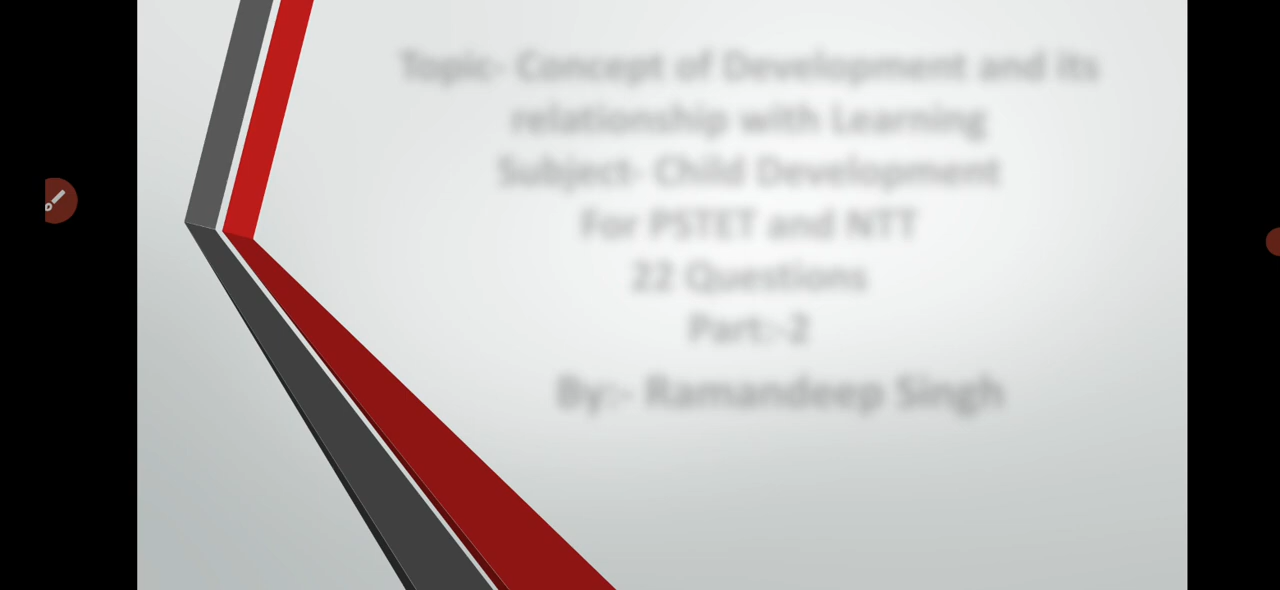 Topic- Concept of Development and its
relationship with Learning
Subject- Child Development
For PSTET and NTT
22 Questions
Part:-2
By:- Ramandeep Singh